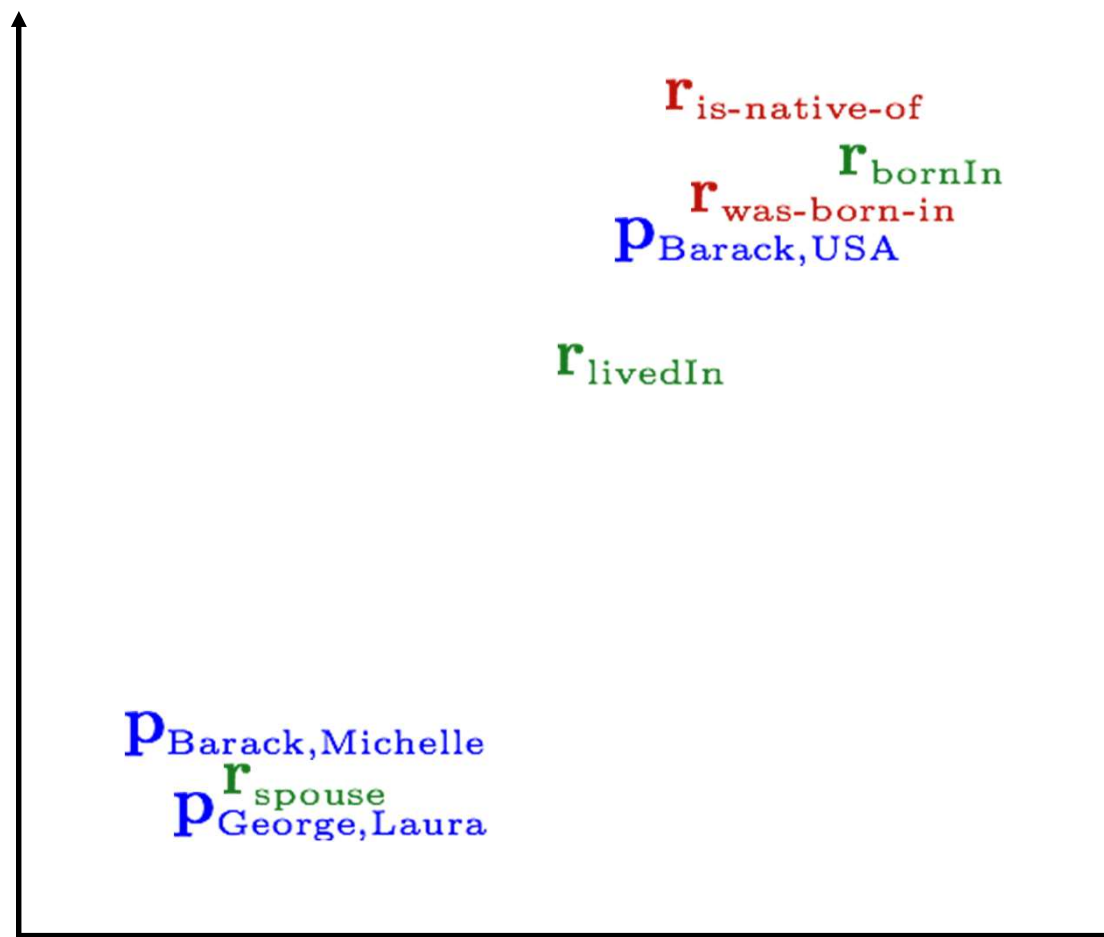 r is-native-of
r bornIn
r was-born-in
p Barack,USA
r livedIn
p Barack,Michelle
r spouse
p George,Laura